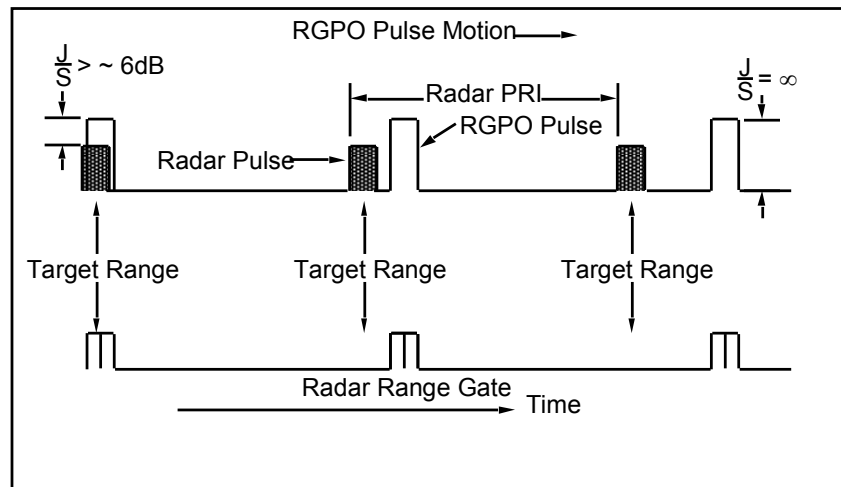 RGPO Pulse Motion
J
S > ~ 6dB
J
S = ∞
Radar PRI
RGPO Pulse
Radar Pulse
Target Range Target Range Target Range
Radar Range Gate
Time